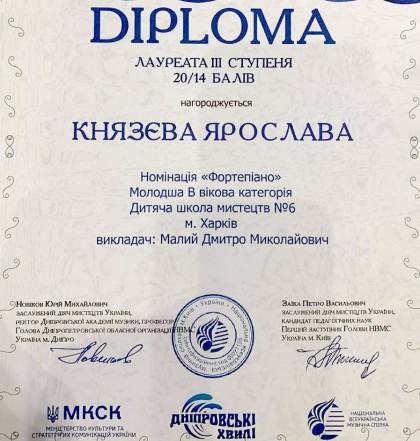 DIPLOMA
ЛАУРЕАТА III СТУПЕНЯ
20/14 БАЛІВ
нагороджується
КНЯЗЄВА ЯРОСЛАВА
Номінація «Фортепіано»
Молодша В вікова категорія
Дитяча школа мистецтв №6
м. Харків
викладач: Малий Дмитро Миколайович
Новіков Юрій Михайлович
заслужений діяч мистецтв України,
ректор Дніпровської академії музики, професор
Голова Дніпропетровської обласної організації НВМС
Україна м. Дніпро
Заїка Петро Васильович
заслужений діяч мистецтв України,
кандидат педагогічних наук
Перший заступник Голови НВМС
Україна м. Київ
МКСК
МІНІСТЕРСТВО КУЛЬТУРИ ТА
СТРАТЕГІЧНИХ КОМУНІКАЦІЙ УКРАЇНИ
ДНІПРОВСЬКІ
ХВИЛІ
НАЦІОНАЛЬНА
ВСЕУКРАЇНСЬКА
МУЗИЧНА СПІЛКА